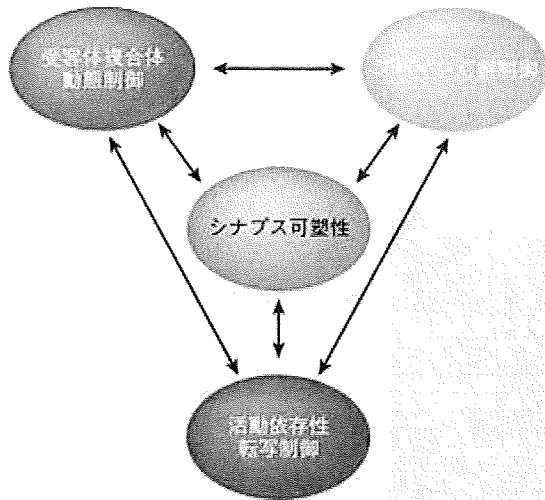 受容体複合体
動態制御
シナプス可塑性
活動依存性
転写制御